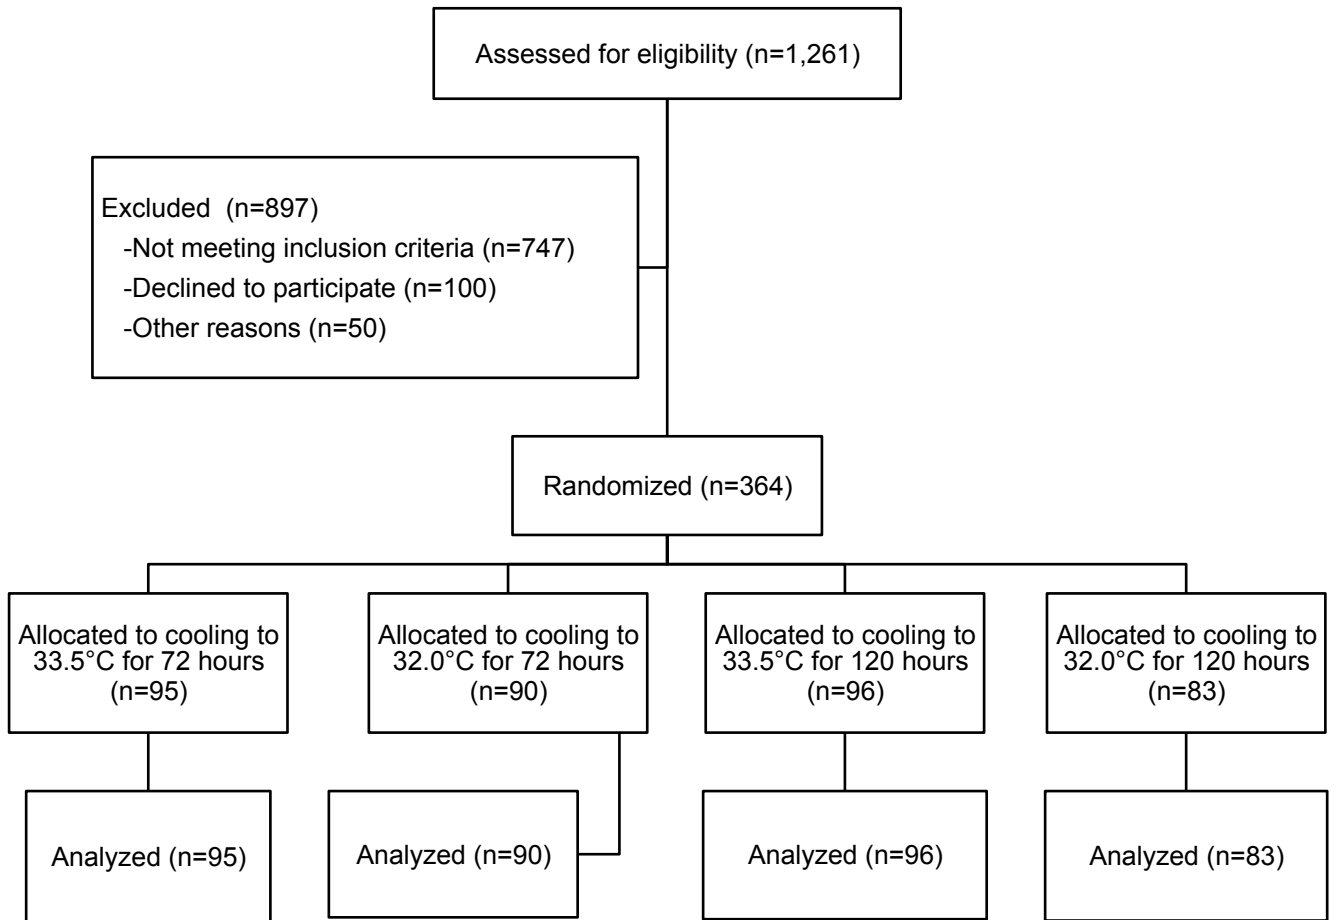 Assessed for eligibility (n=1,261)
Excluded  (n=897)
-Not meeting inclusion criteria (n=747)
-Declined to participate (n=100)
-Other reasons (n=50)
Randomized (n=364)
Allocated to cooling to
33.5°C for 72 hours
(n=95)
Allocated to cooling to
32.0°C for 72 hours
(n=90)
Allocated to cooling to
33.5°C for 120 hours
(n=96)
Allocated to cooling to
32.0°C for 120 hours
(n=83)
Analyzed (n=95)
Analyzed (n=90)
Analyzed (n=96)
Analyzed (n=83)